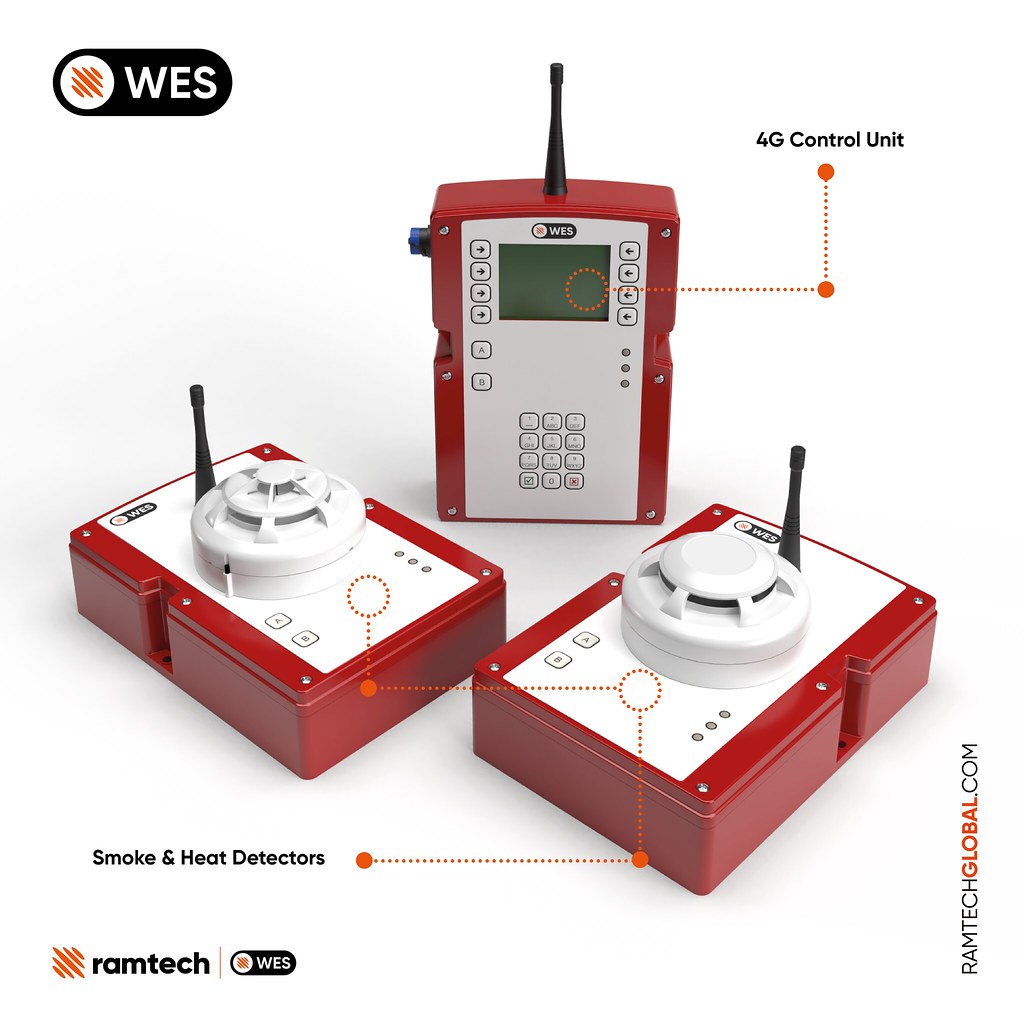 WES
4G Control Unit
WES
A
B
1
2 ABC
3 DEF
4 GHI
5 JKL
6 MNO
7 PQRS
8 TUV
9 WXYZ
0
WES
A
B
WES
A
B
Smoke & Heat Detectors
RAMTECHGLOBAL.COM
ramtech
WES